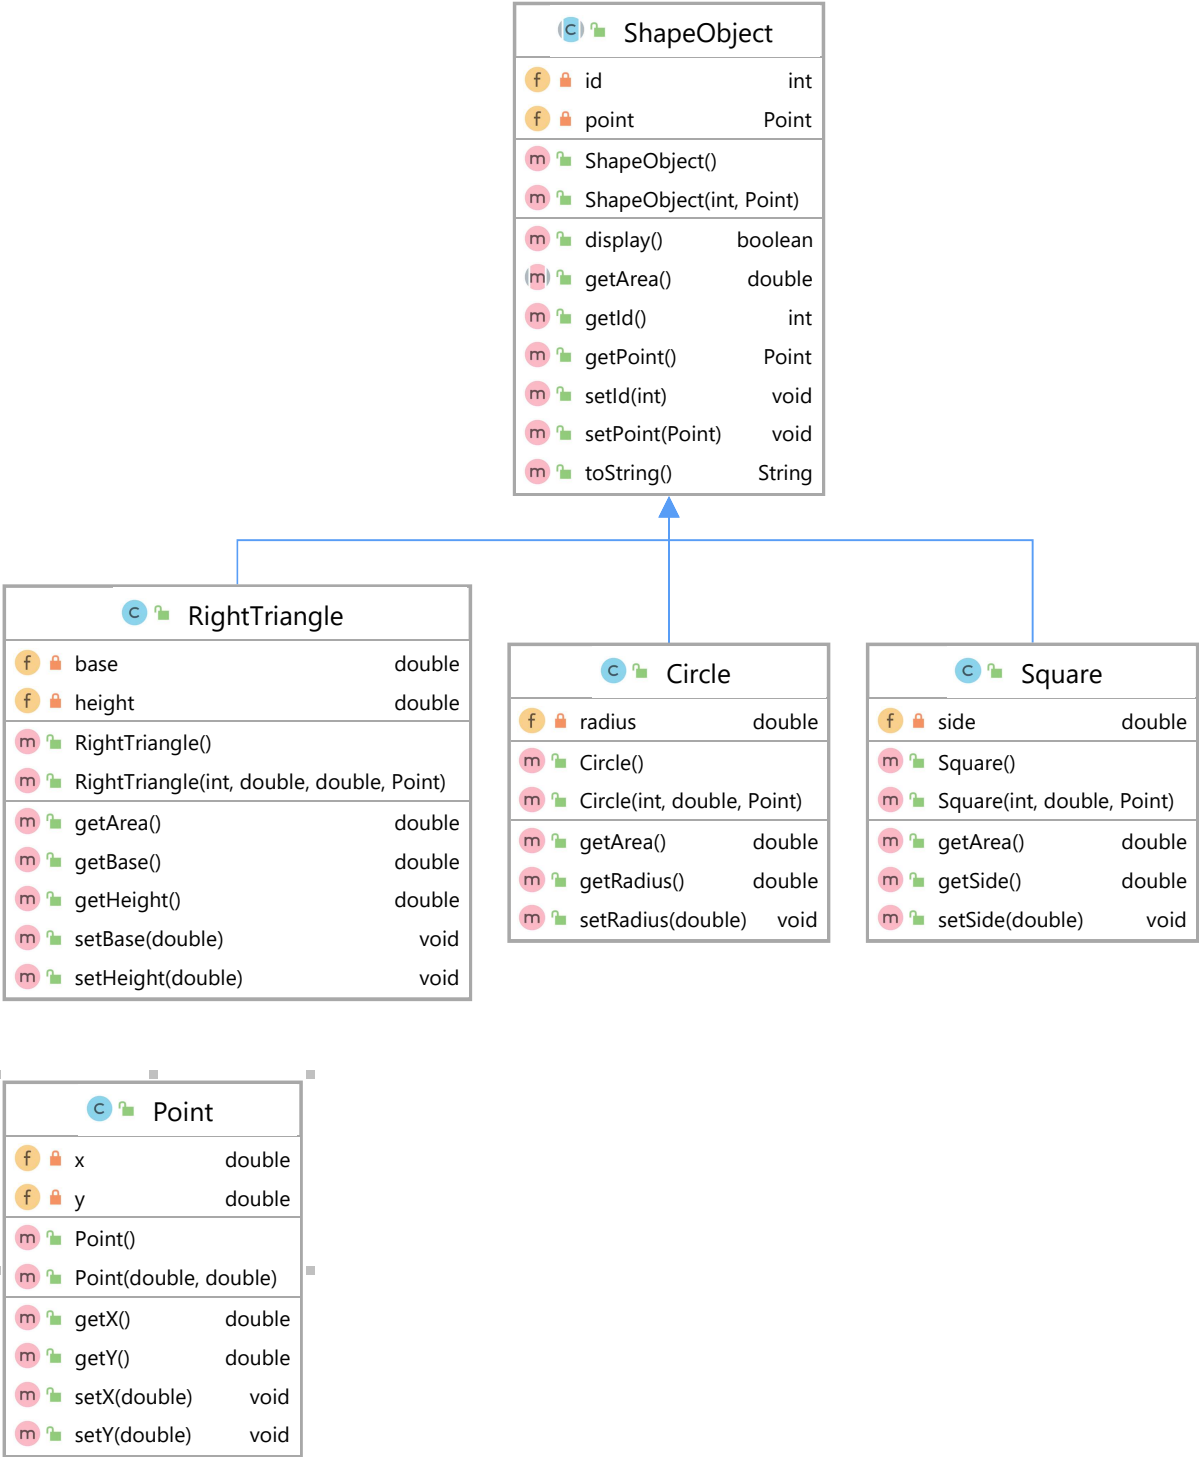 ShapeObject
id int
point Point
ShapeObject()
ShapeObject(int, Point)
display() boolean
getArea() double
getId() int
getPoint() Point
setId(int) void
setPoint(Point) void
toString() String
RightTriangle
base double
height double
RightTriangle()
RightTriangle(int, double, double, Point)
getArea() double
getBase() double
getHeight() double
setBase(double) void
setHeight(double) void
Circle
radius double
Circle()
Circle(int, double, Point)
getArea() double
getRadius() double
setRadius(double) void
Square
side double
Square()
Square(int, double, Point)
getArea() double
getSide() double
setSide(double) void
Point
x double
y double
Point()
Point(double, double)
getX() double
getY() double
setX(double) void
setY(double) void